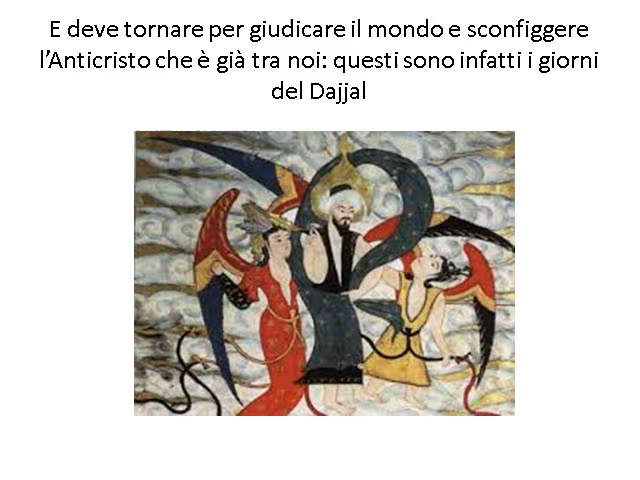 E deve tornare per giudicare il mondo e sconfiggere
l’Anticristo che è già tra noi: questi sono infatti i giorni
del Dajjal